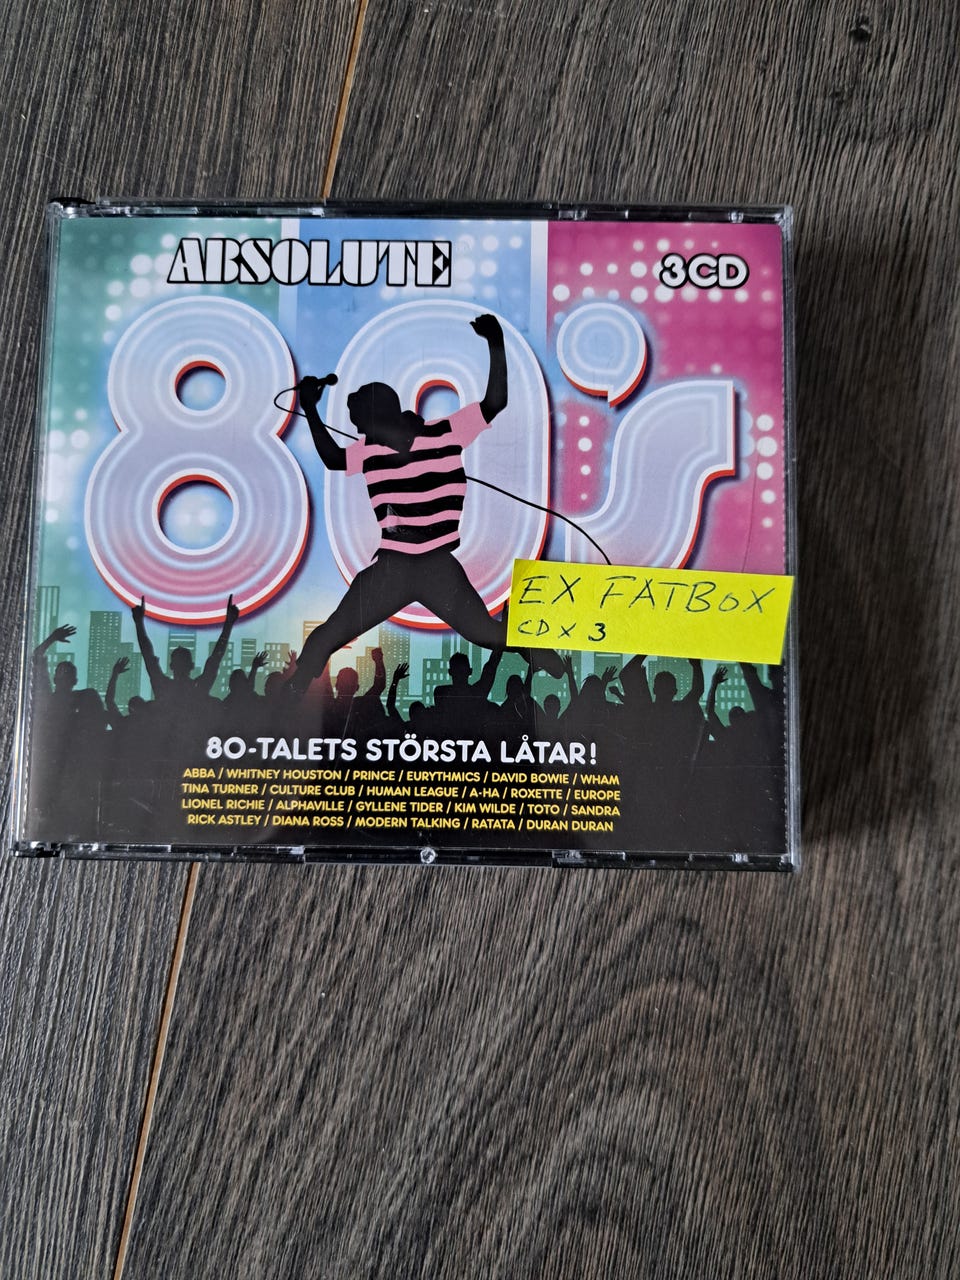 ABSOLUTE
3CD
80's
EX FATBOX
CD X 3
80-TALETS STÖRSTA LÅTAR!
ABBA / WHITNEY HOUSTON / PRINCE / EURYTHMICS / DAVID BOWIE / WHAM
TINA TURNER / CULTURE CLUB / HUMAN LEAGUE / A-HA / ROXETTE / EUROPE
LIONEL RICHIE / ALPHAVILLE / GYLLENE TIDER / KIM WILDE / TOTO / SANDRA
RICK ASTLEY / DIANA ROSS / MODERN TALKING / RATATA / DURAN DURAN